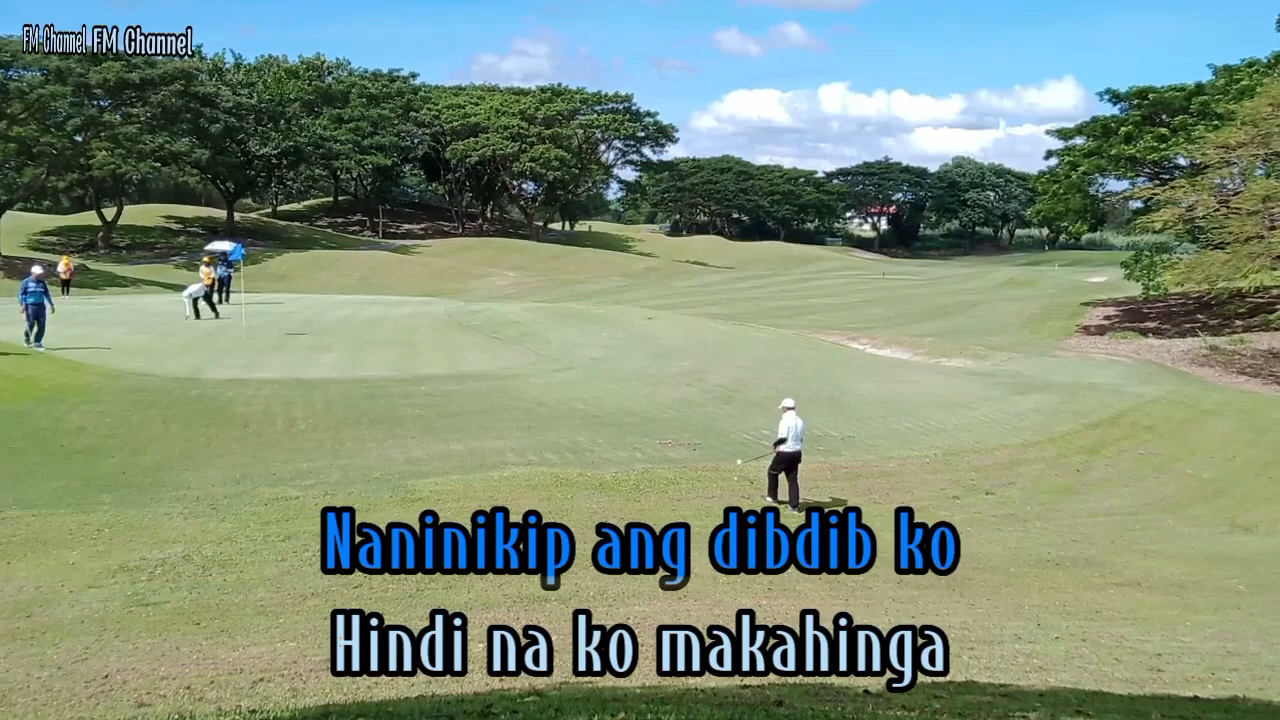 FM Channel FM Channel
Naninikip ang dibdib ko
Hindi na ko makahinga